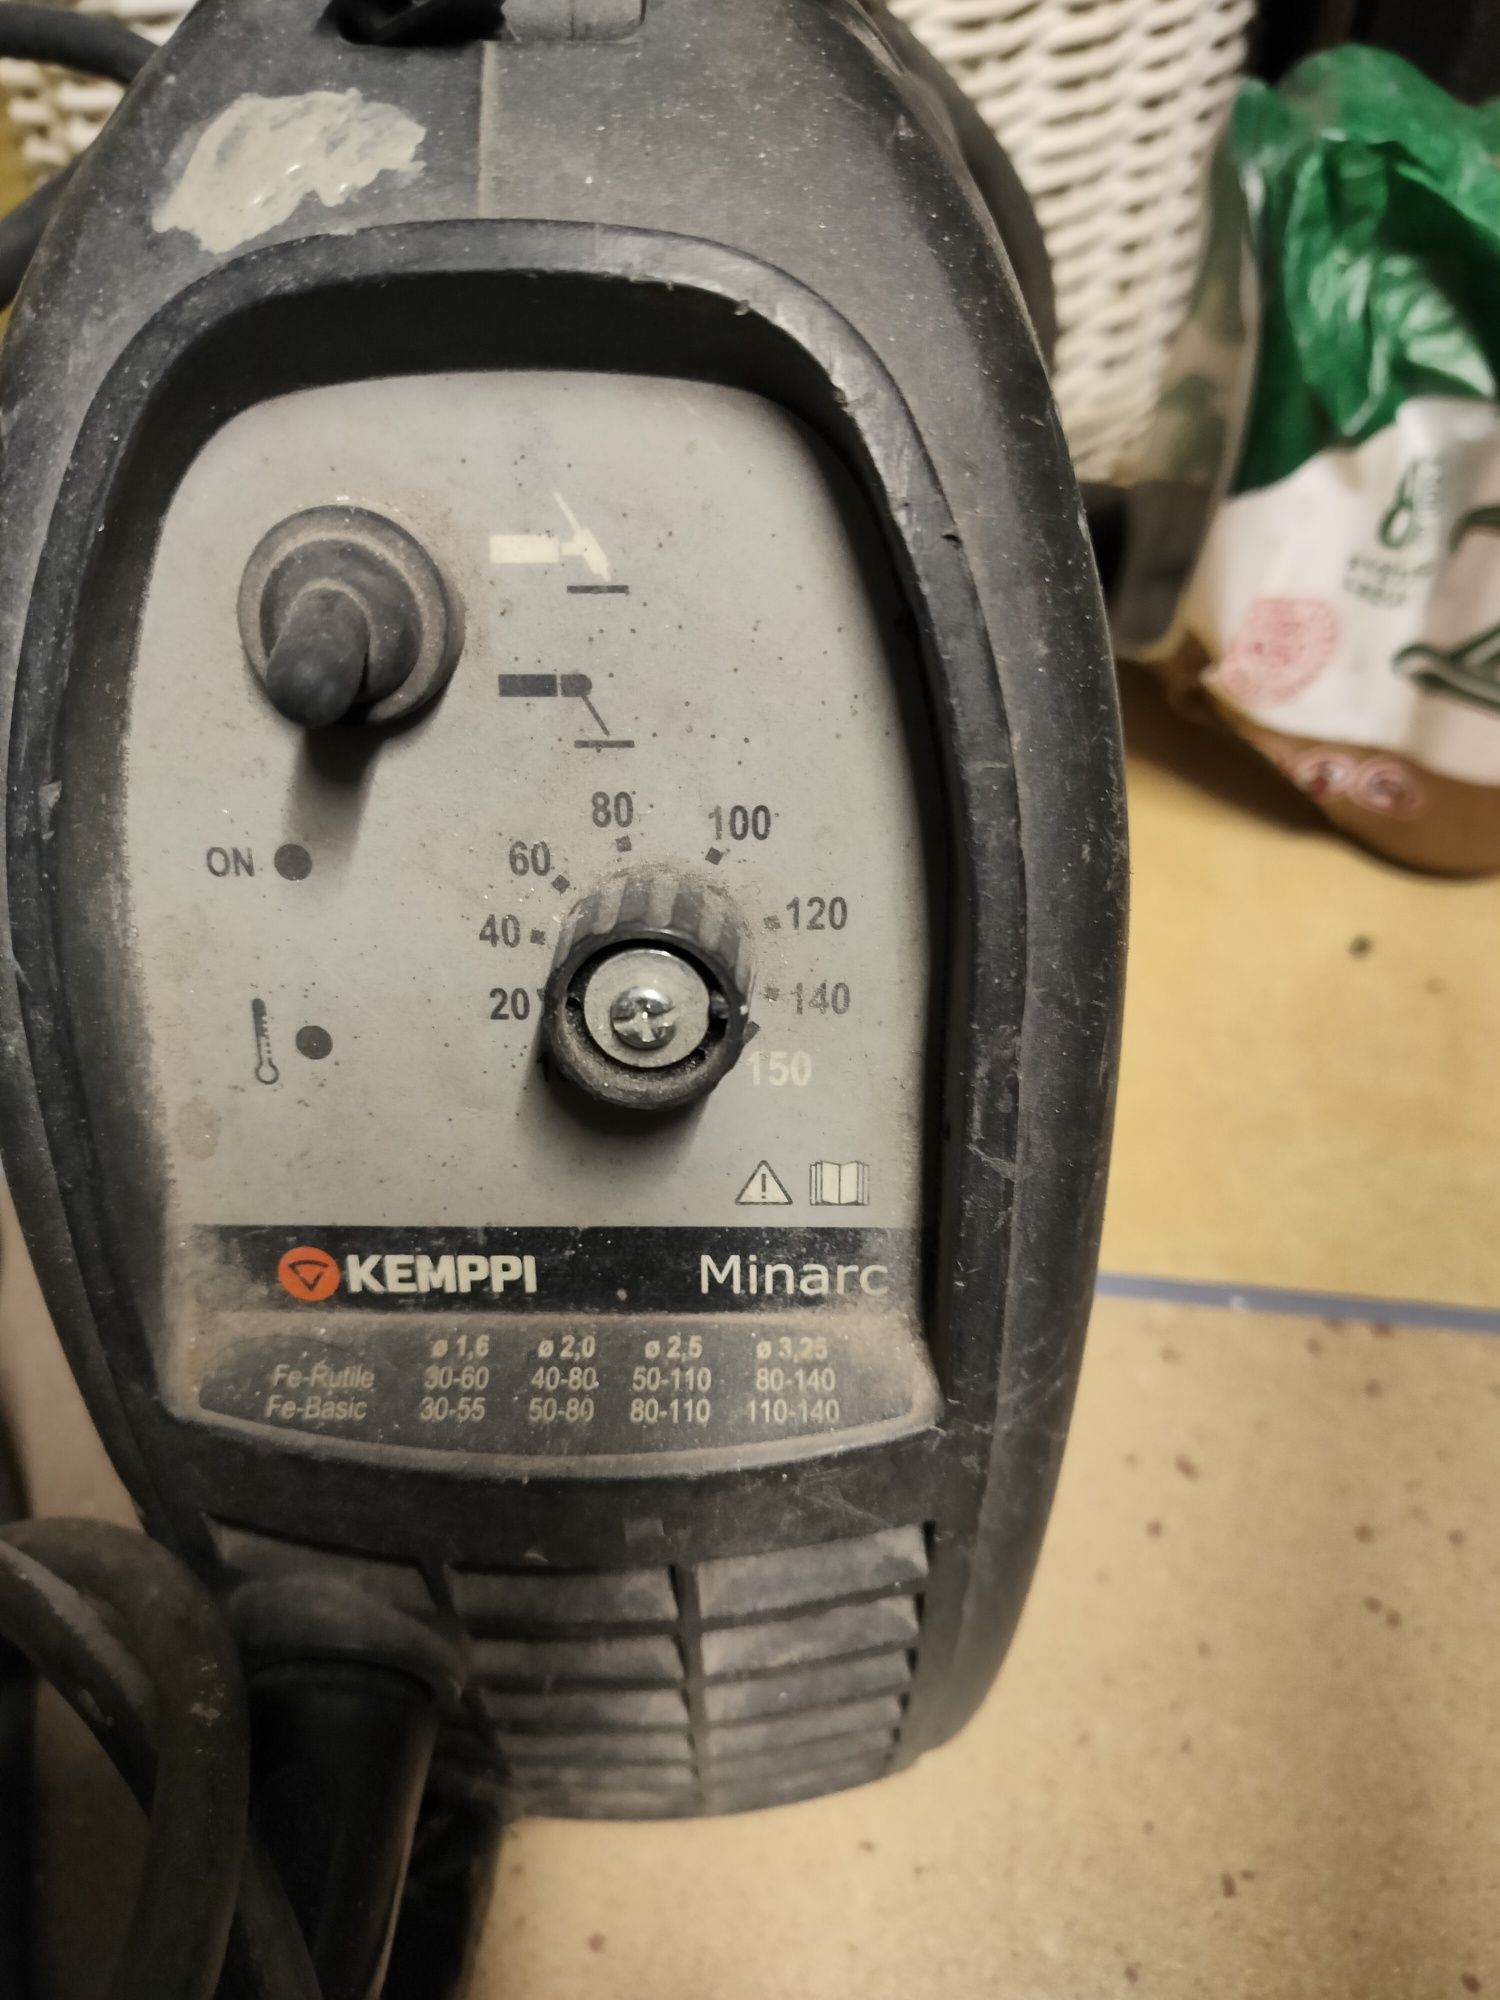 80
100
60
ON
120
40
20
140
150
KEMPPI Minarc
ø 1,6 ø 2,0 ø 2,5 ø 3,25
Fe-Rutile 30-60 40-80 50-110 80-140
Fe-Basic 30-55 50-80 80-110 110-140